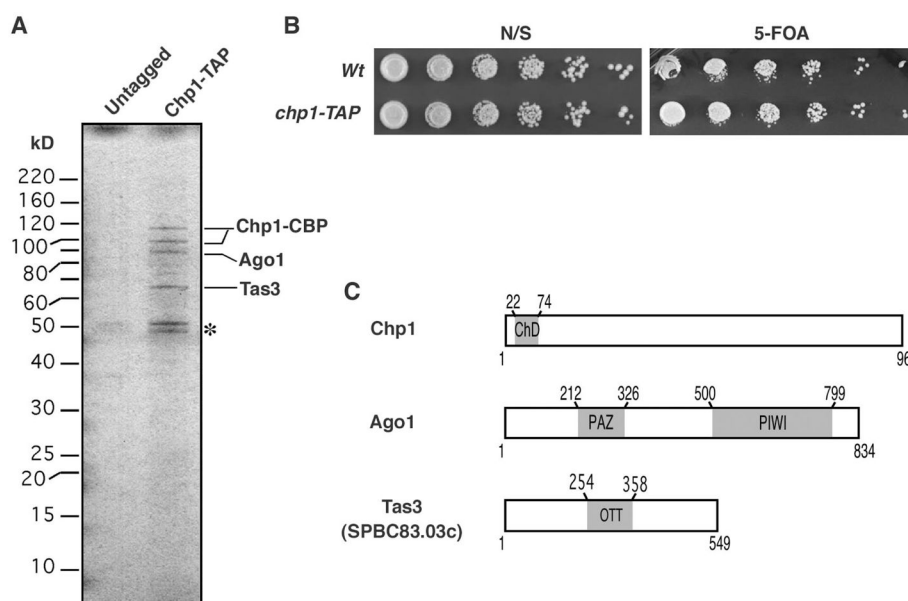 A
Untagged
Chp1-TAP
kD
220
160
120
100
80
60
50
40
30
25
20
15
10
Chp1-CBP
Ago1
Tas3
*
B
N/S
5-FOA
Wt
chp1-TAP
C
22 74
Chp1
ChD
1 96
212 326 500 799
Ago1
PAZ PIWI
1 834
254 358
Tas3
(SPBC83.03c)
OTT
1 549